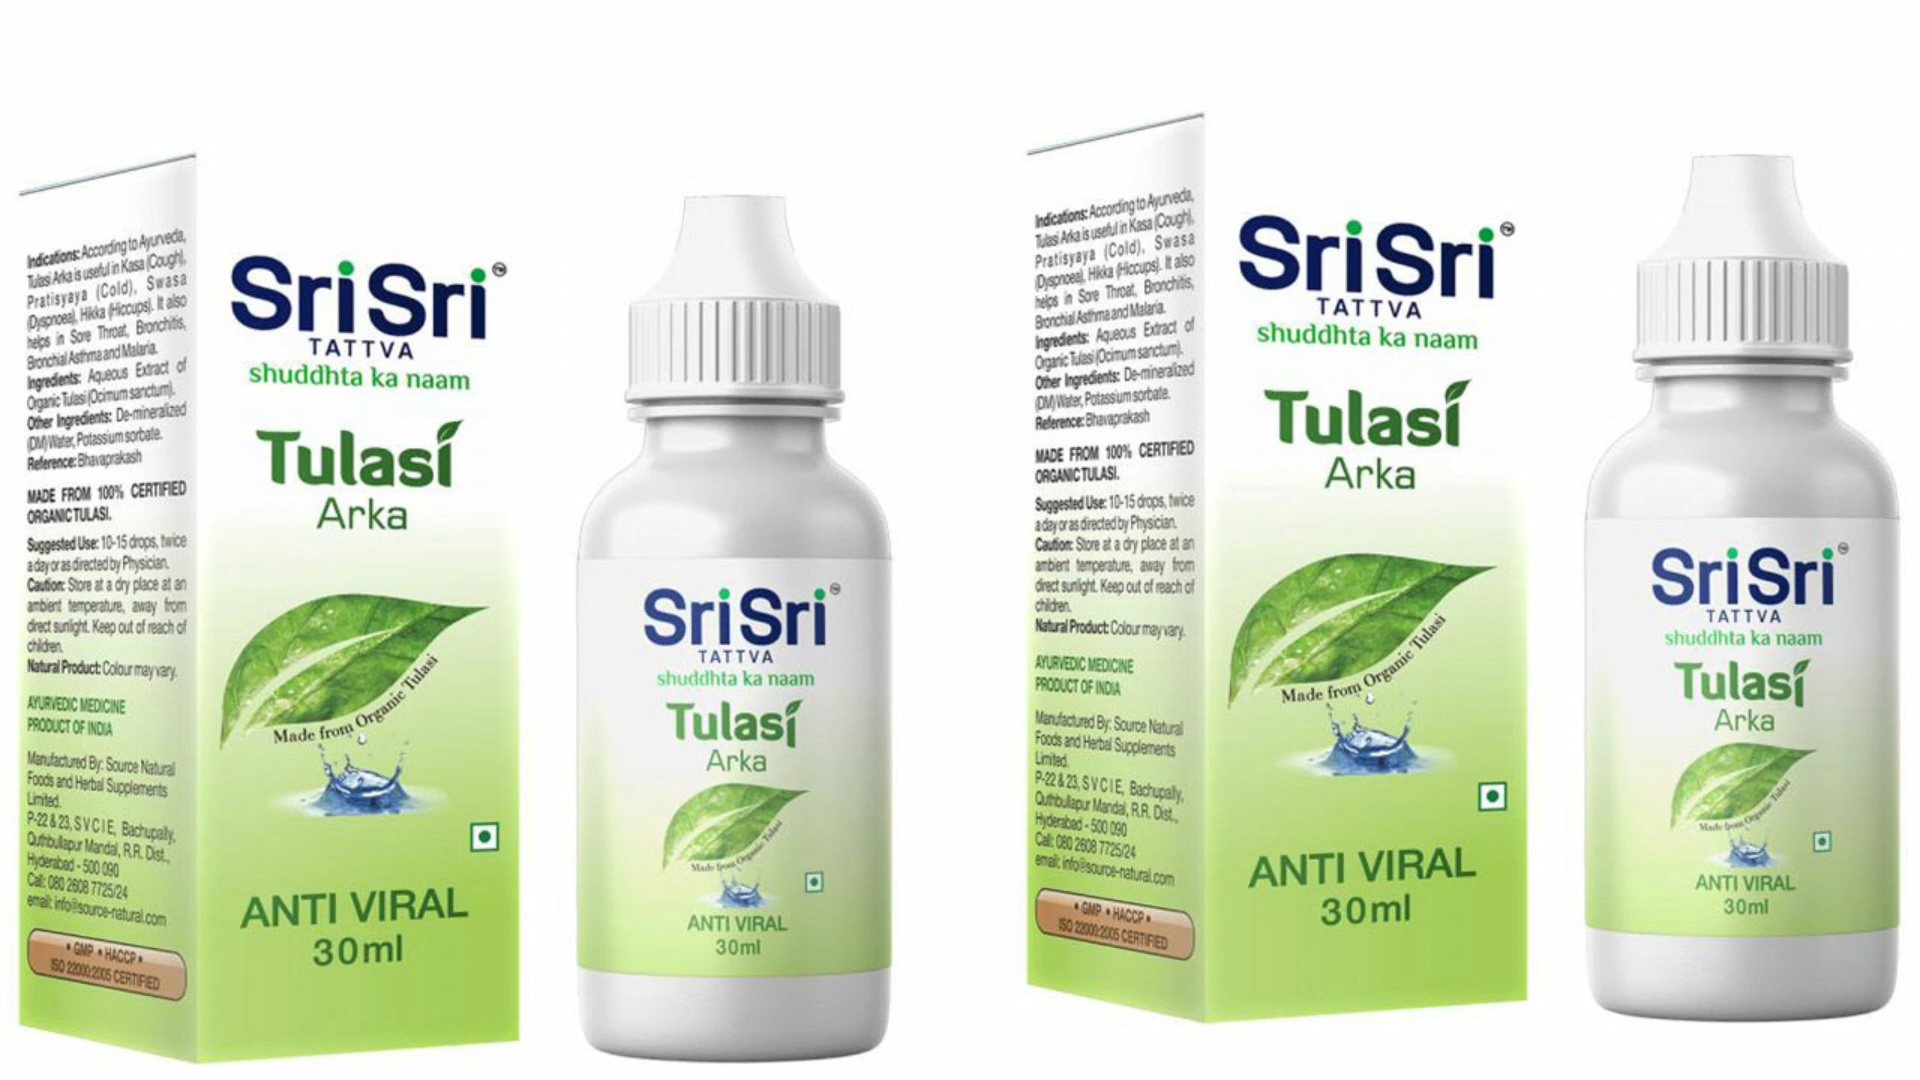 Indications: According to Ayurveda,
Tulasi Arka is useful in Kasa (Cough),
Pratisyaya (Cold), Swasa
(Dyspnoea), Hikka (Hiccups). It also
helps in Sore Throat, Bronchitis,
Bronchial Asthma and Malaria.
Ingredients: Aqueous Extract of
Organic Tulasi (Ocimum sanctum).
Other Ingredients: De-mineralized
(DM) Water, Potassium sorbate.
Reference: Bhavaprakash
MADE FROM 100% CERTIFIED
ORGANIC TULASI.
Suggested Use: 10-15 drops, twice
a day or as directed by Physician.
Caution: Store at a dry place at an
ambient temperature, away from
direct sunlight. Keep out of reach of
children.
Natural Product: Colour may vary.
AYURVEDIC MEDICINE
PRODUCT OF INDIA
Manufactured By: Source Natural
Foods and Herbal Supplements
Limited.
P-22 & 23, S V C I E, Bachupally,
Quthbullapur Mandal, R.R. Dist.,
Hyderabad - 500 090
Call: 080 2608 7725/24
email: info@source-natural.com
• GMP • HACCP •
ISO 22000:2005 CERTIFIED
Sri Sri™
TATTVA
shuddhta ka naam
Tulasi
Arka
Made from Organic Tulasi
ANTI VIRAL
30ml
Sri Sri™
TATTVA
shuddhta ka naam
Tulasi
Arka
Made from Organic Tulasi
ANTI VIRAL
30ml
Indications: According to Ayurveda,
Tulasi Arka is useful in Kasa (Cough),
Pratisyaya (Cold), Swasa
(Dyspnoea), Hikka (Hiccups). It also
helps in Sore Throat, Bronchitis,
Bronchial Asthma and Malaria.
Ingredients: Aqueous Extract of
Organic Tulasi (Ocimum sanctum).
Other Ingredients: De-mineralized
(DM) Water, Potassium sorbate.
Reference: Bhavaprakash
MADE FROM 100% CERTIFIED
ORGANIC TULASI.
Suggested Use: 10-15 drops, twice
a day or as directed by Physician.
Caution: Store at a dry place at an
ambient temperature, away from
direct sunlight. Keep out of reach of
children.
Natural Product: Colour may vary.
AYURVEDIC MEDICINE
PRODUCT OF INDIA
Manufactured By: Source Natural
Foods and Herbal Supplements
Limited.
P-22 & 23, S V C I E, Bachupally,
Quthbullapur Mandal, R.R. Dist.,
Hyderabad - 500 090
Call: 080 2608 7725/24
email: info@source-natural.com
• GMP • HACCP •
ISO 22000:2005 CERTIFIED
Sri Sri™
TATTVA
shuddhta ka naam
Tulasi
Arka
Made from Organic Tulasi
ANTI VIRAL
30ml
Sri Sri™
TATTVA
shuddhta ka naam
Tulasi
Arka
Made from Organic Tulasi
ANTI VIRAL
30ml